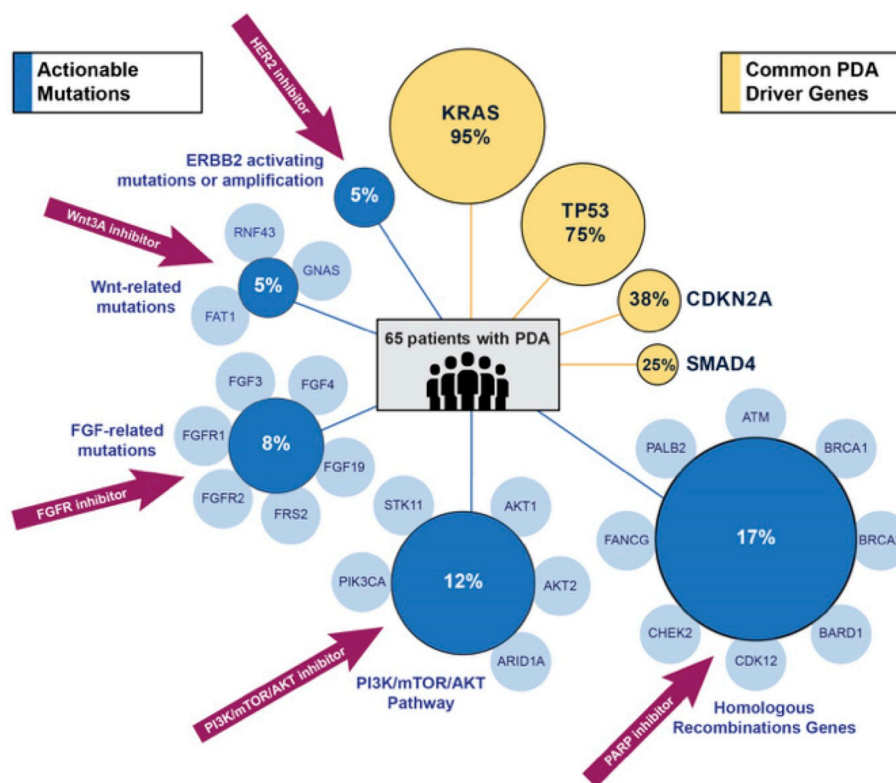 Actionable
Mutations
Common PDA
Driver Genes
HER2 inhibitor
KRAS
95%
ERBB2 activating
mutations or amplification
5%
TP53
75%
Wnt3A inhibitor
RNF43
GNAS
5%
Wnt-related
mutations
FAT1
38%
CDKN2A
65 patients with PDA
25%
SMAD4
FGF3
FGF4
FGF-related
mutations
FGFR1
8%
FGF19
FGFR2
FRS2
FGFR inhibitor
ATM
PALB2
BRCA1
FANCG
17%
CHEK2
BARD1
CDK12
STK11
AKT1
PIK3CA
12%
AKT2
ARID1A
PI3K/mTOR/AKT inhibitor
PI3K/mTOR/AKT
Pathway
Homologous
Recombinations Genes
PARP inhibitor